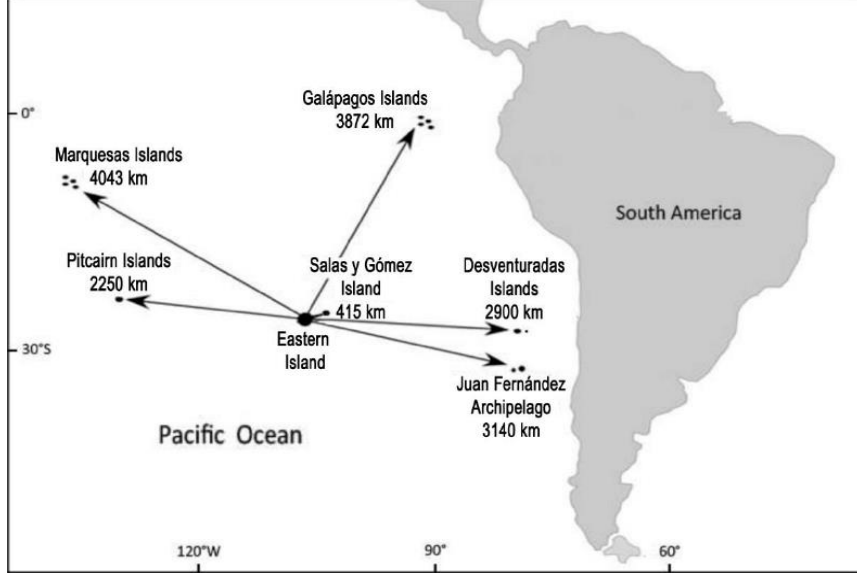 Galápagos Islands
3872 km
0°
Marquesas Islands
4043 km
South America
Pitcairn Islands
2250 km
Salas y Gómez
Island
415 km
Desventuradas
Islands
2900 km
Eastern
Island
30°S
Juan Fernández
Archipelago
3140 km
Pacific Ocean
120°W
90°
60°